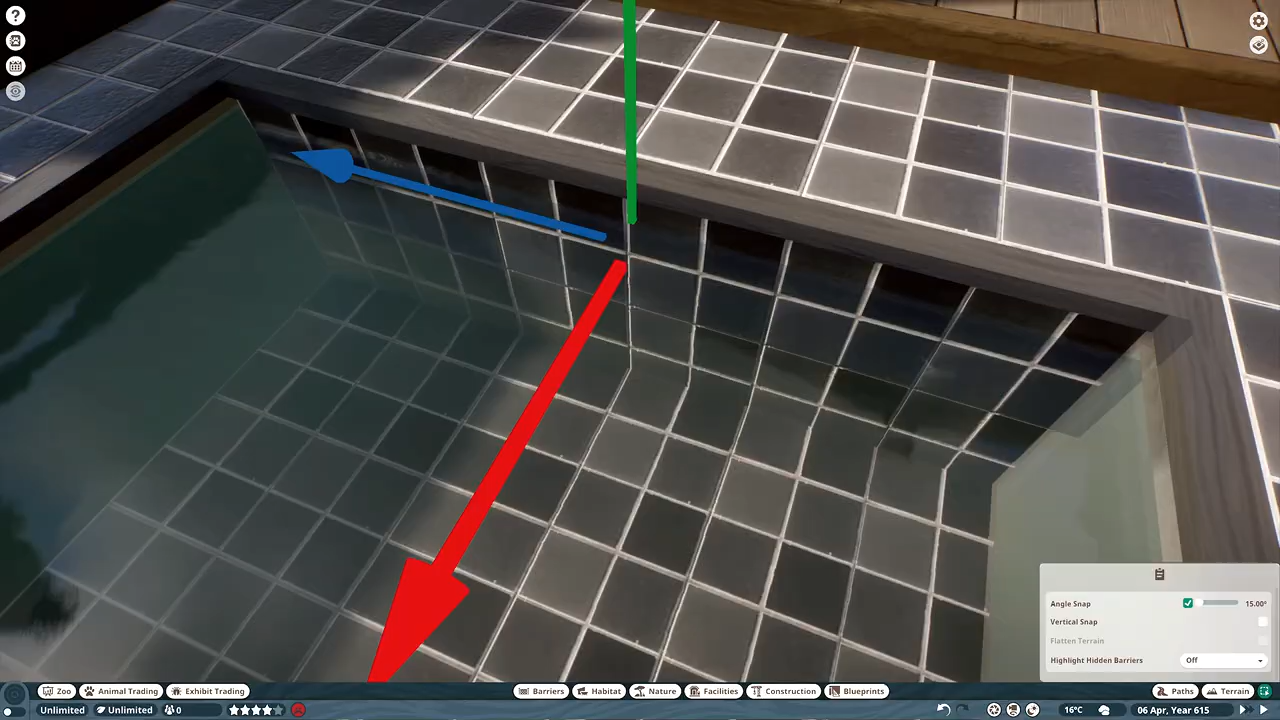 ?
Angle Snap 15.00°
Vertical Snap
Flatten Terrain
Highlight Hidden Barriers Off
Zoo Animal Trading Exhibit Trading Barriers Habitat Nature Facilities Construction Blueprints Paths Terrain
Unlimited Unlimited 0 16°C 06 Apr, Year 615